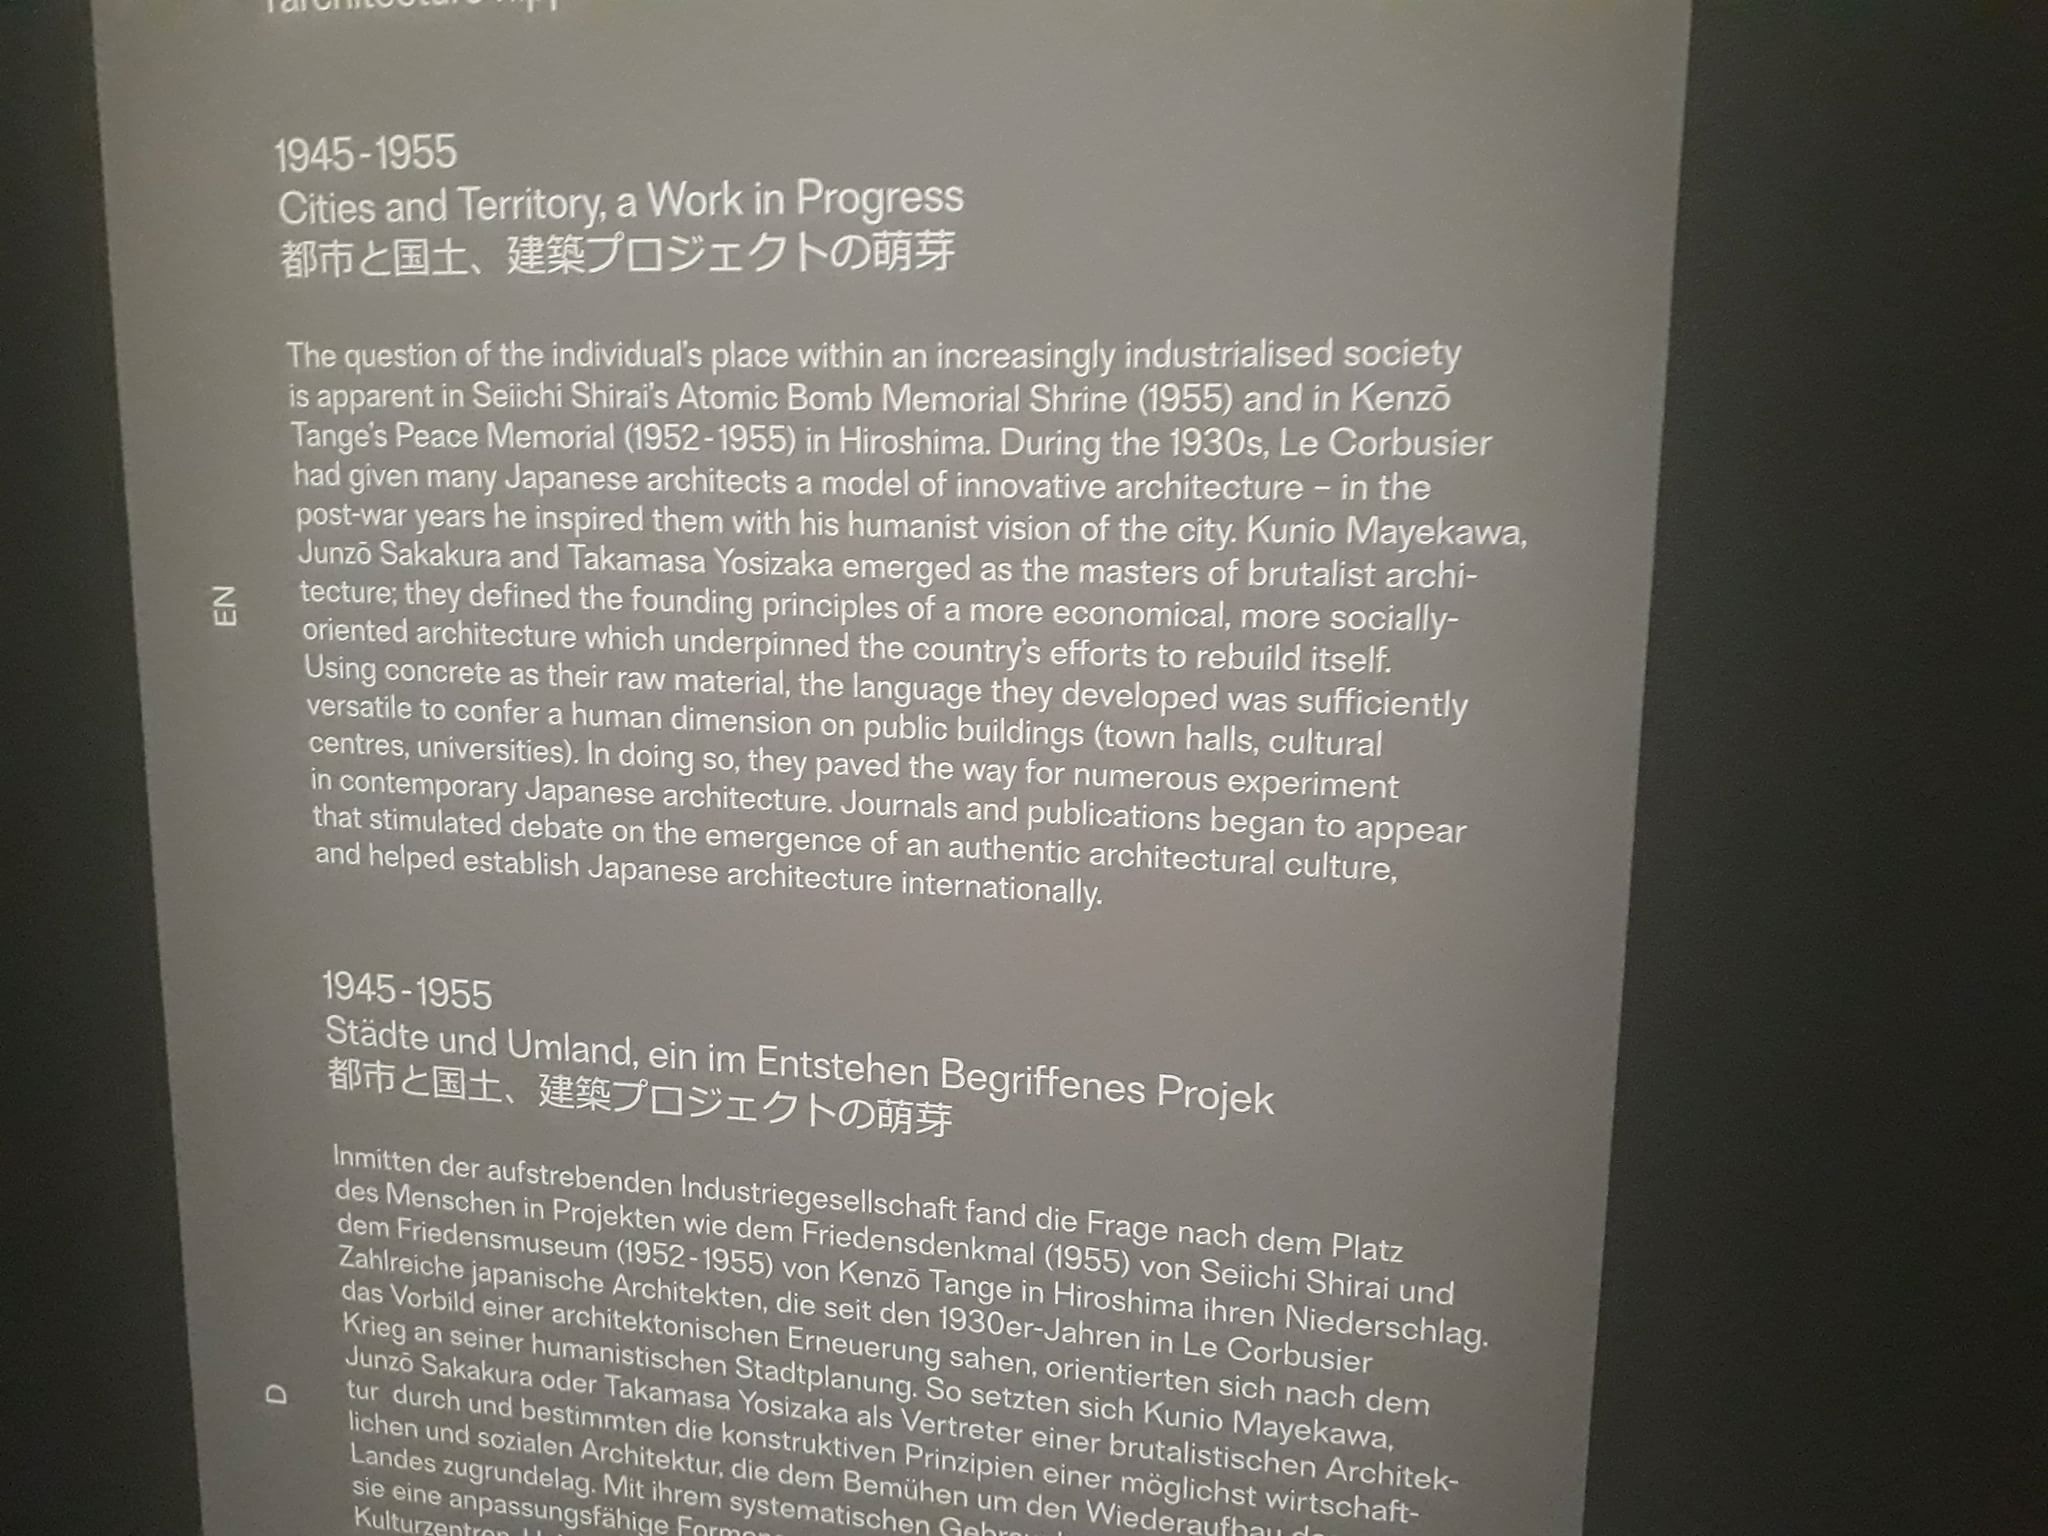 l'architecture
1945-1955
Cities and Territory, a Work in Progress
都市と国土、建築プロジェクトの萌芽
The question of the individual's place within an increasingly industrialised society
is apparent in Seiichi Shirai's Atomic Bomb Memorial Shrine (1955) and in Kenzō
Tange's Peace Memorial (1952-1955) in Hiroshima. During the 1930s, Le Corbusier
had given many Japanese architects a model of innovative architecture – in the
post-war years he inspired them with his humanist vision of the city. Kunio Mayekawa,
Junzō Sakakura and Takamasa Yosizaka emerged as the masters of brutalist archi-
tecture; they defined the founding principles of a more economical, more socially-
oriented architecture which underpinned the country's efforts to rebuild itself.
Using concrete as their raw material, the language they developed was sufficiently
versatile to confer a human dimension on public buildings (town halls, cultural
centres, universities). In doing so, they paved the way for numerous experiment
in contemporary Japanese architecture. Journals and publications began to appear
that stimulated debate on the emergence of an authentic architectural culture,
and helped establish Japanese architecture internationally.
EN
1945-1955
Städte und Umland, ein im Entstehen Begriffenes Projek
都市と国土、建築プロジェクトの萌芽
Inmitten der aufstrebenden Industriegesellschaft fand die Frage nach dem Platz
des Menschen in Projekten wie dem Friedensdenkmal (1955) von Seiichi Shirai und
dem Friedensmuseum (1952-1955) von Kenzō Tange in Hiroshima ihren Niederschlag.
Zahlreiche japanische Architekten, die seit den 1930er-Jahren in Le Corbusier
das Vorbild einer architektonischen Erneuerung sahen, orientierten sich nach dem
Krieg an seiner humanistischen Stadtplanung. So setzten sich Kunio Mayekawa,
Junzō Sakakura oder Takamasa Yosizaka als Vertreter einer brutalistischen Architek-
tur durch und bestimmten die konstruktiven Prinzipien einer möglichst wirtschaft-
lichen und sozialen Architektur, die dem Bemühen um den Wiederaufbau
Landes zugrundelag. Mit ihrem systematischen
sie eine anpassungsfähige
Kulturzentren
D